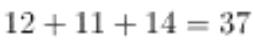 12 + 11 + 14 = 37